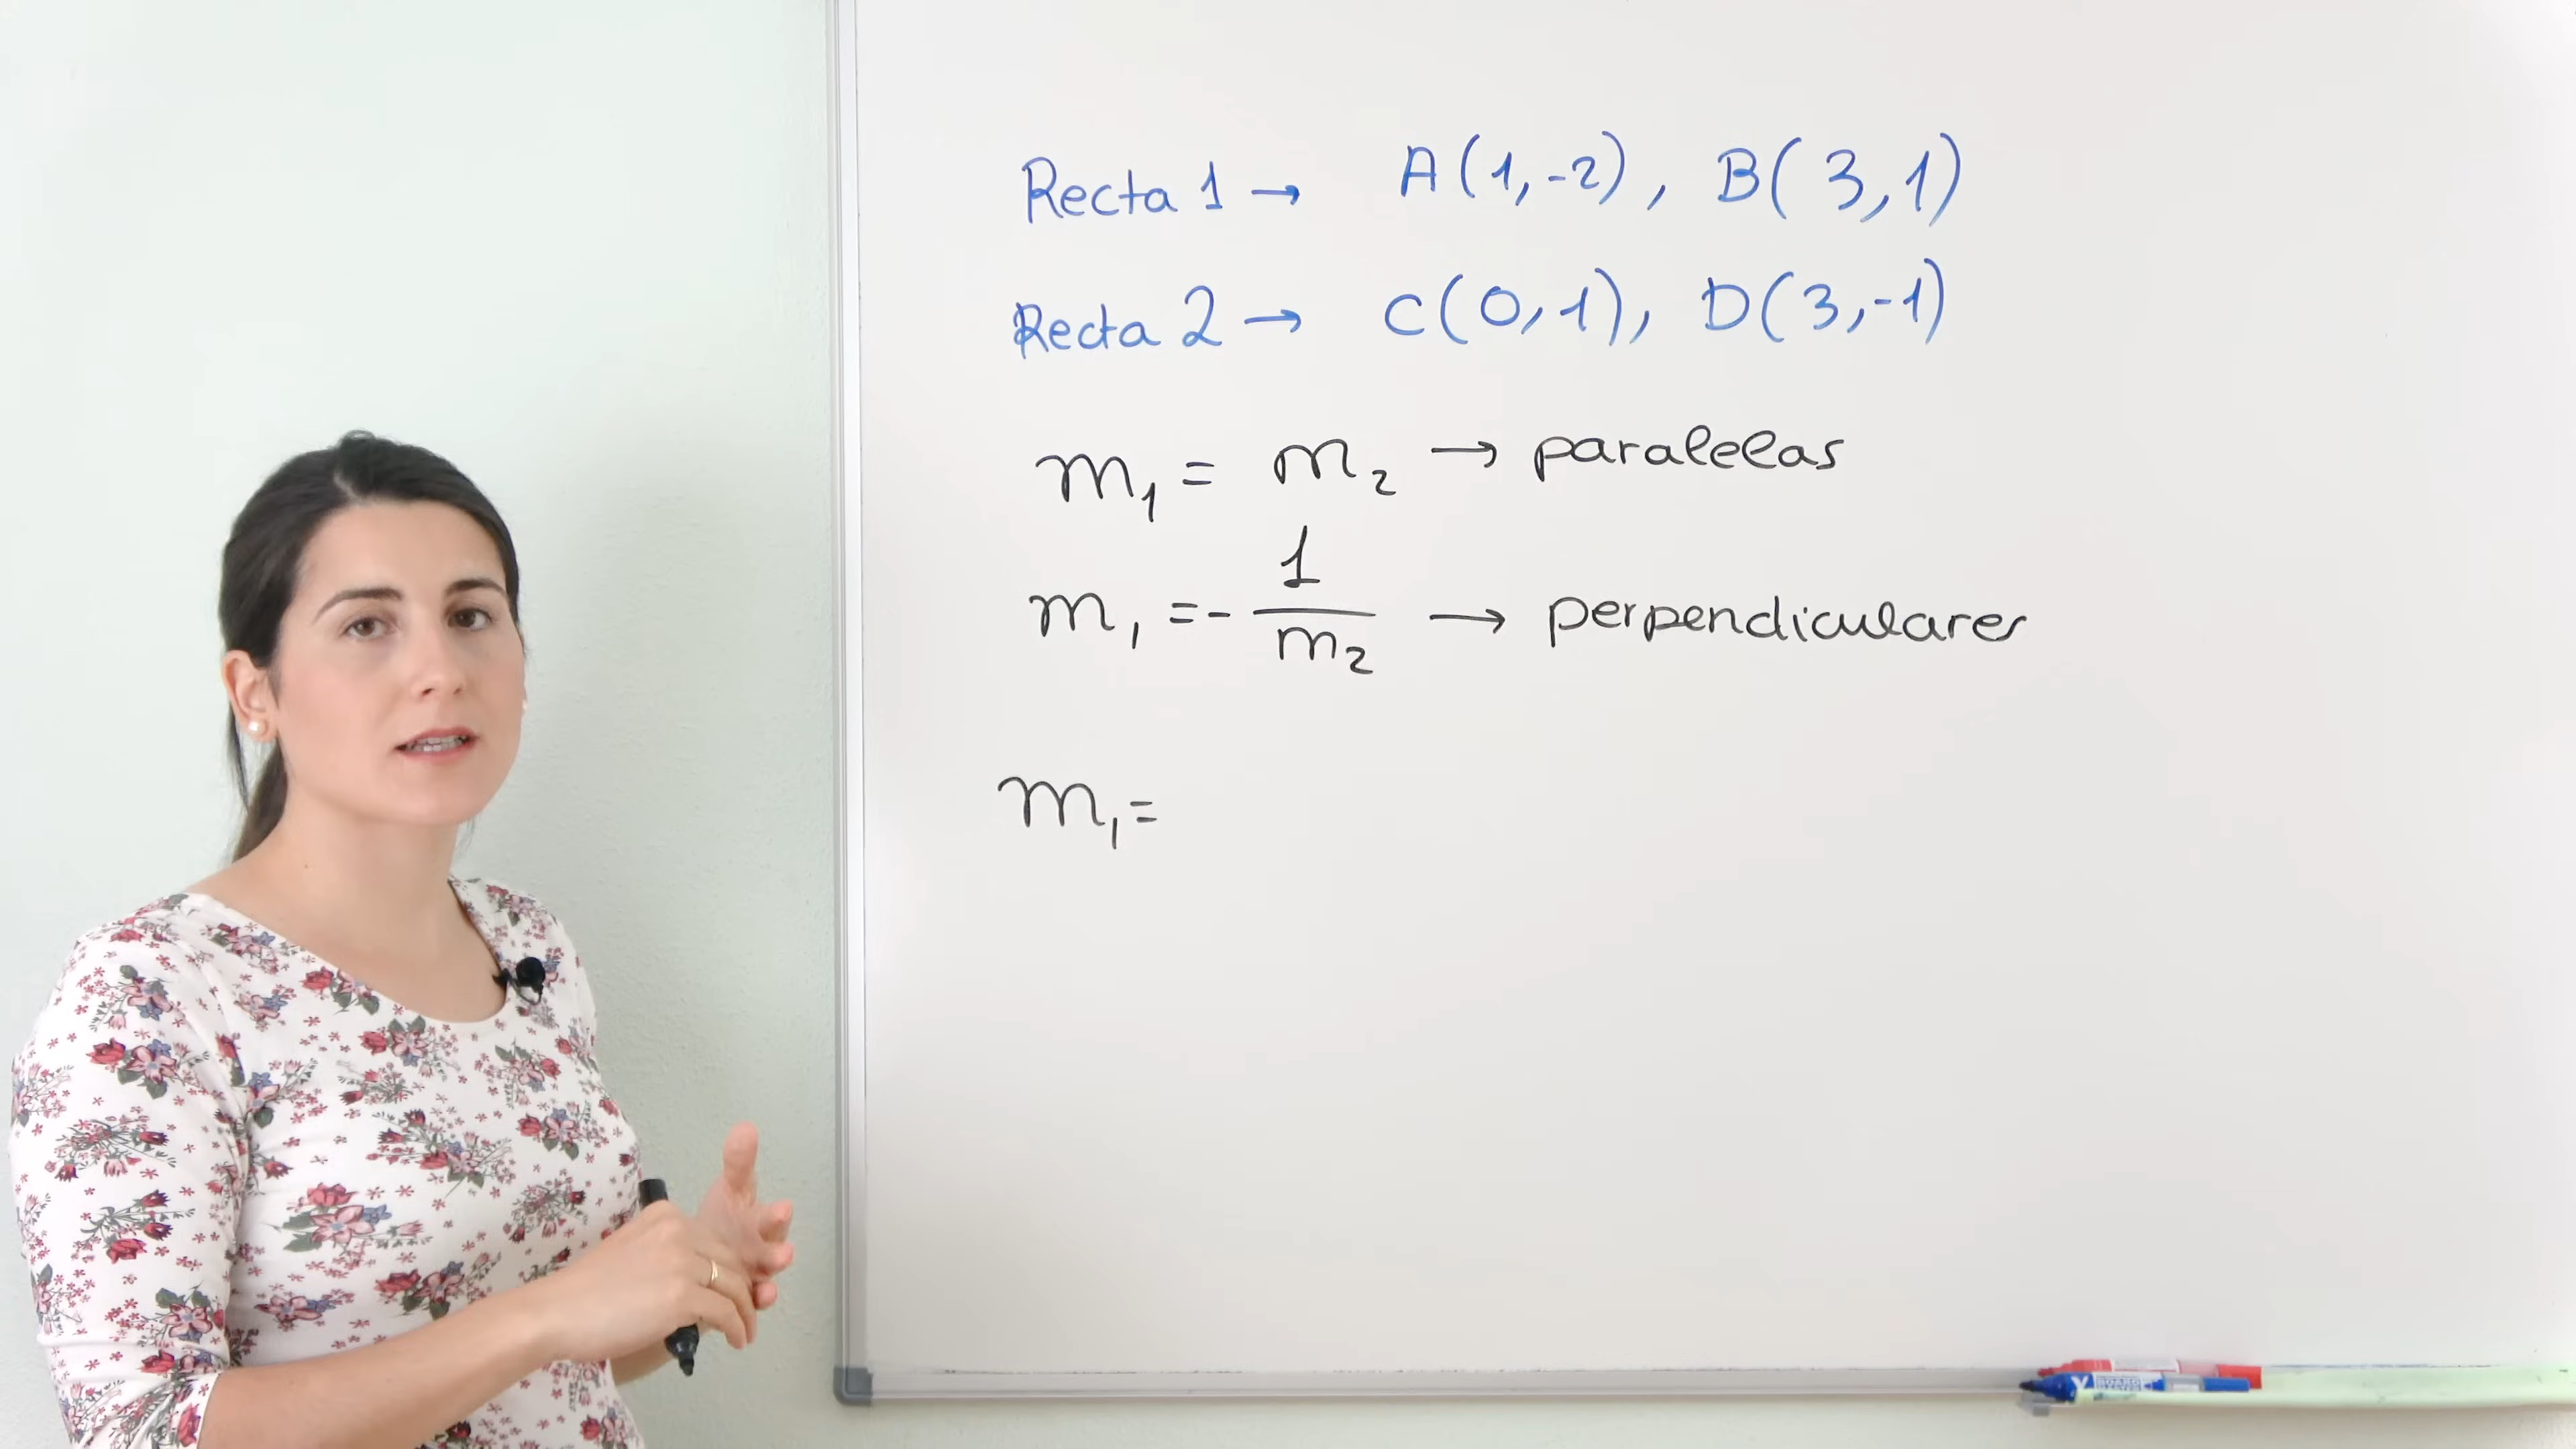 Recta 1 → A(1,-2), B(3,1)
Recta 2 → C(0,1), D(3,-1)
m₁ = m₂ → paralelas
m₁ = - 1/m₂ → perpendiculares
m₁ =